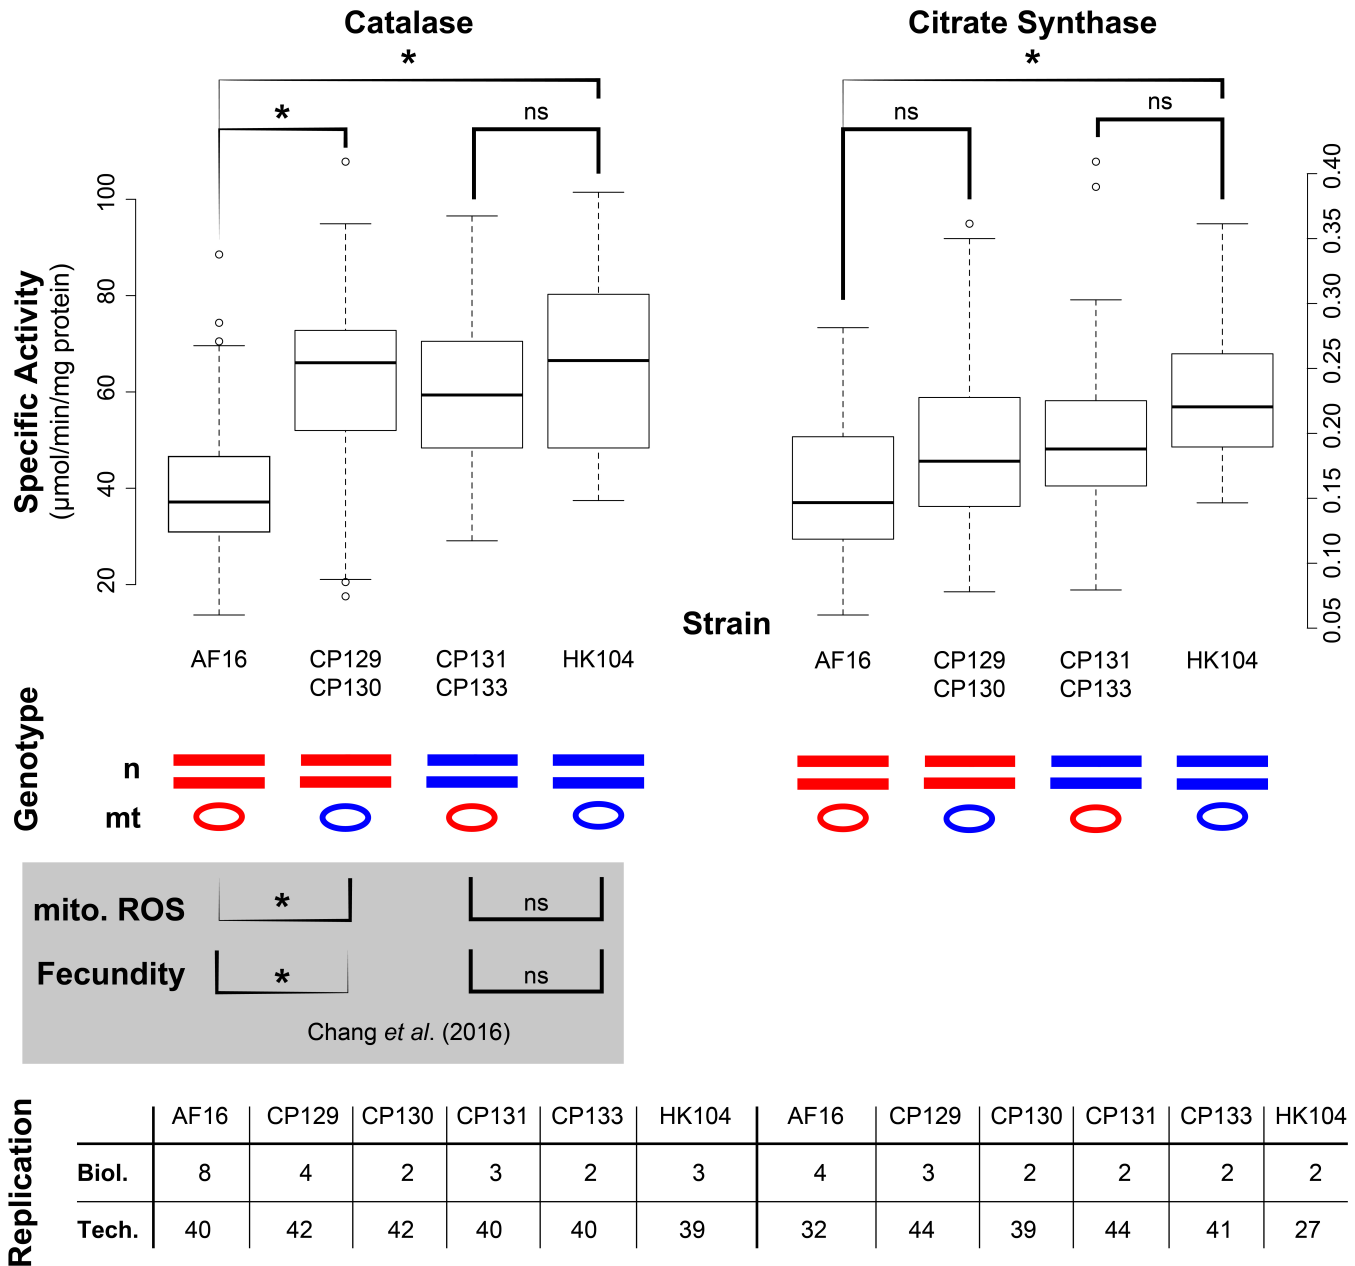 Catalase
Citrate Synthase
* *
* ns ns ns
Specific Activity
(μmol/min/mg protein)
100
80
60
40
20
0.40
0.35
0.30
0.25
0.20
0.15
0.10
0.05
Strain
AF16 CP129 CP131 HK104 AF16 CP129 CP131 HK104
CP130 CP133 CP130 CP133
Genotype
n
mt
mito. ROS * ns
Fecundity * ns
Chang et al. (2016)
Replication
AF16 CP129 CP130 CP131 CP133 HK104 AF16 CP129 CP130 CP131 CP133 HK104
Biol. 8 4 2 3 2 3 4 3 2 2 2 2
Tech. 40 42 42 40 40 39 32 44 39 44 41 27